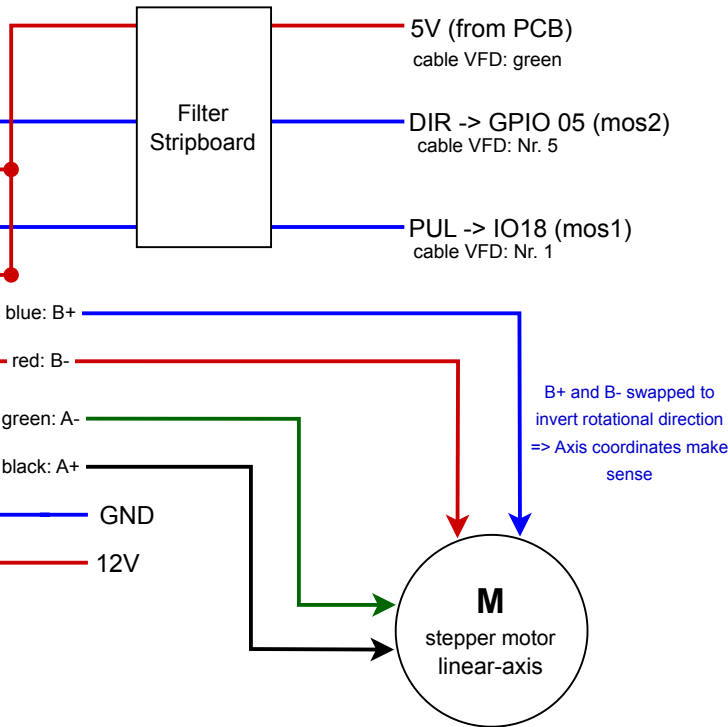 5V (from PCB)
cable VFD: green
Filter
Stripboard
DIR -> GPIO 05 (mos2)
cable VFD: Nr. 5
PUL -> IO18 (mos1)
cable VFD: Nr. 1
blue: B+
red: B-
B+ and B- swapped to
invert rotational direction
=> Axis coordinates make
sense
green: A-
black: A+
GND
12V
M
stepper motor
linear-axis